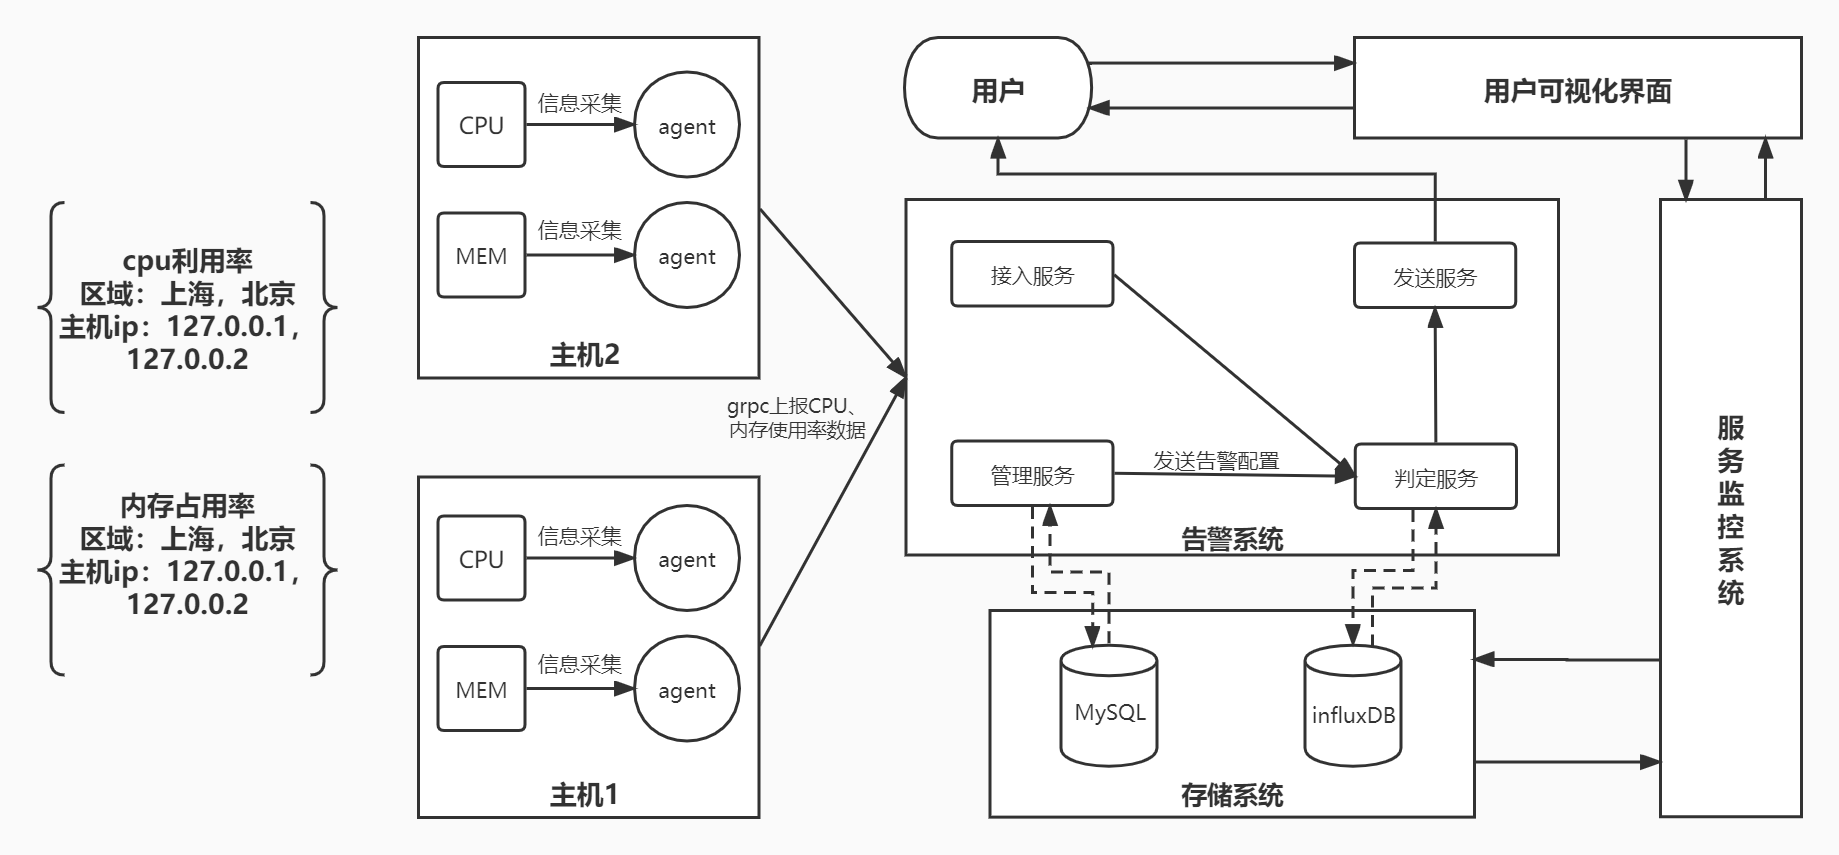 cpu利用率
区域：上海，北京
主机ip：127.0.0.1，
127.0.0.2
内存占用率
区域：上海，北京
主机ip：127.0.0.1，
127.0.0.2
CPU
信息采集
agent
MEM
信息采集
agent
主机2
CPU
信息采集
agent
MEM
信息采集
agent
主机1
grpc上报CPU、
内存使用率数据
用户
用户可视化界面
接入服务
发送服务
管理服务
发送告警配置
判定服务
告警系统
MySQL
influxDB
存储系统
服
务
监
控
系
统